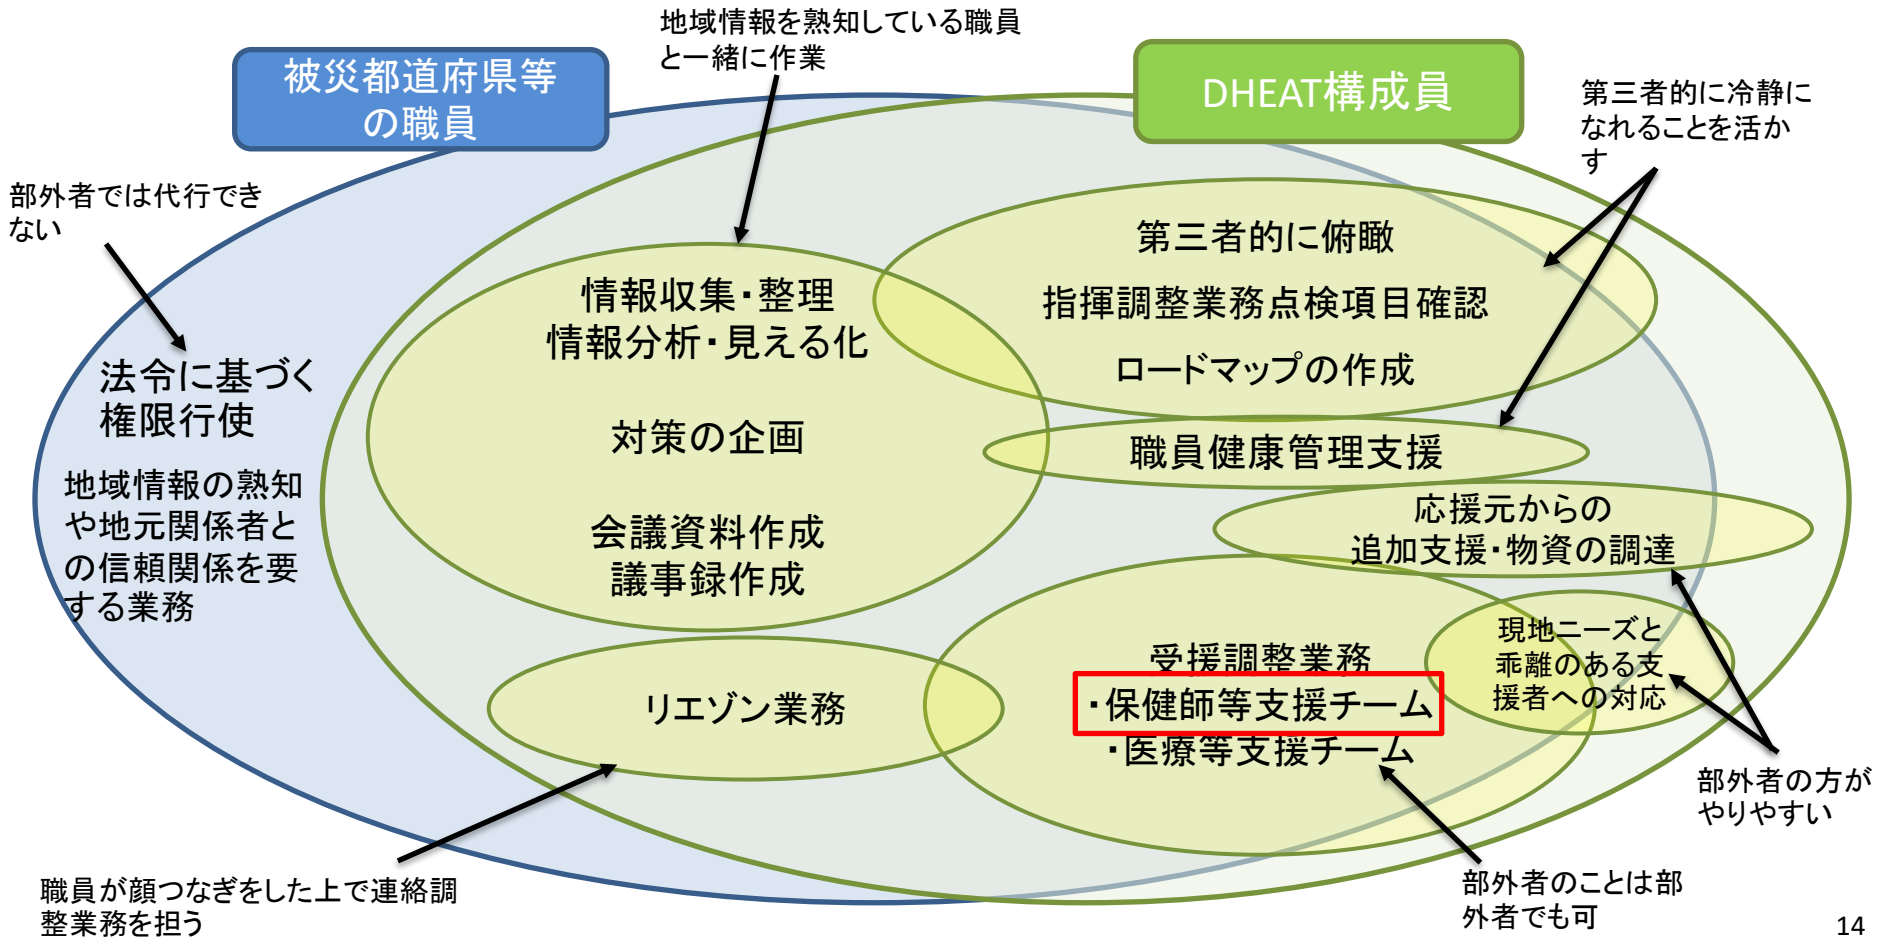 地域情報を熟知している職員
と一緒に作業
被災都道府県等
の職員
DHEAT構成員
第三者的に冷静に
なれることを活か
す
部外者では代行でき
ない
第三者的に俯瞰
指揮調整業務点検項目確認
ロードマップの作成
情報収集・整理
情報分析・見える化
対策の企画
会議資料作成
議事録作成
法令に基づく
権限行使
地域情報の熟知
や地元関係者と
の信頼関係を要
する業務
職員健康管理支援
応援元からの
追加支援・物資の調達
現地ニーズと
乖離のある支
援者への対応
受援調整業務
・保健師等支援チーム
・医療等支援チーム
リエゾン業務
部外者の方が
やりやすい
職員が顔つなぎをした上で連絡調
整業務を担う
部外者のことは部
外者でも可
14